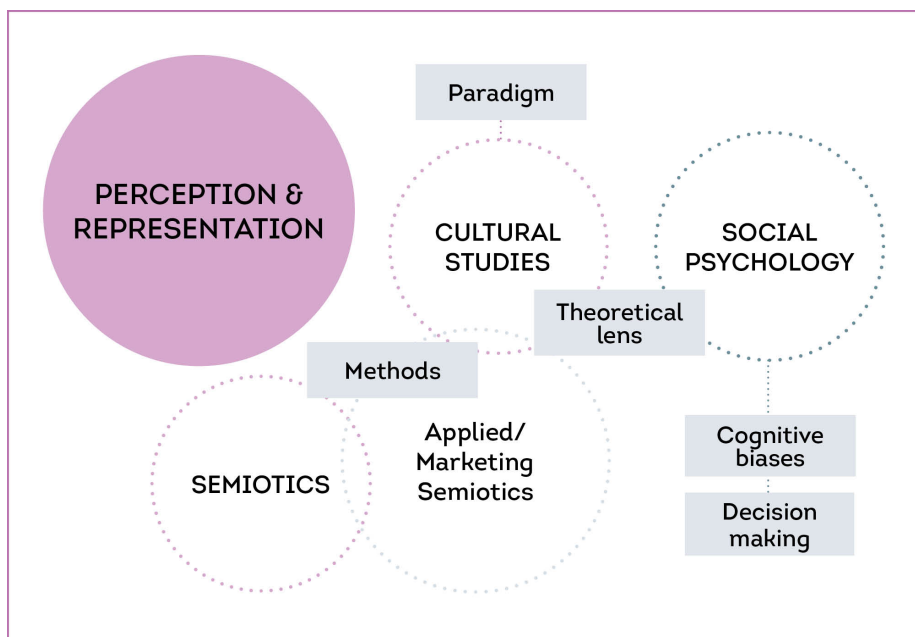 PERCEPTION &
REPRESENTATION
Paradigm
CULTURAL
STUDIES
SOCIAL
PSYCHOLOGY
Theoretical
lens
Methods
Applied/
Marketing
Semiotics
SEMIOTICS
Cognitive
biases
Decision
making